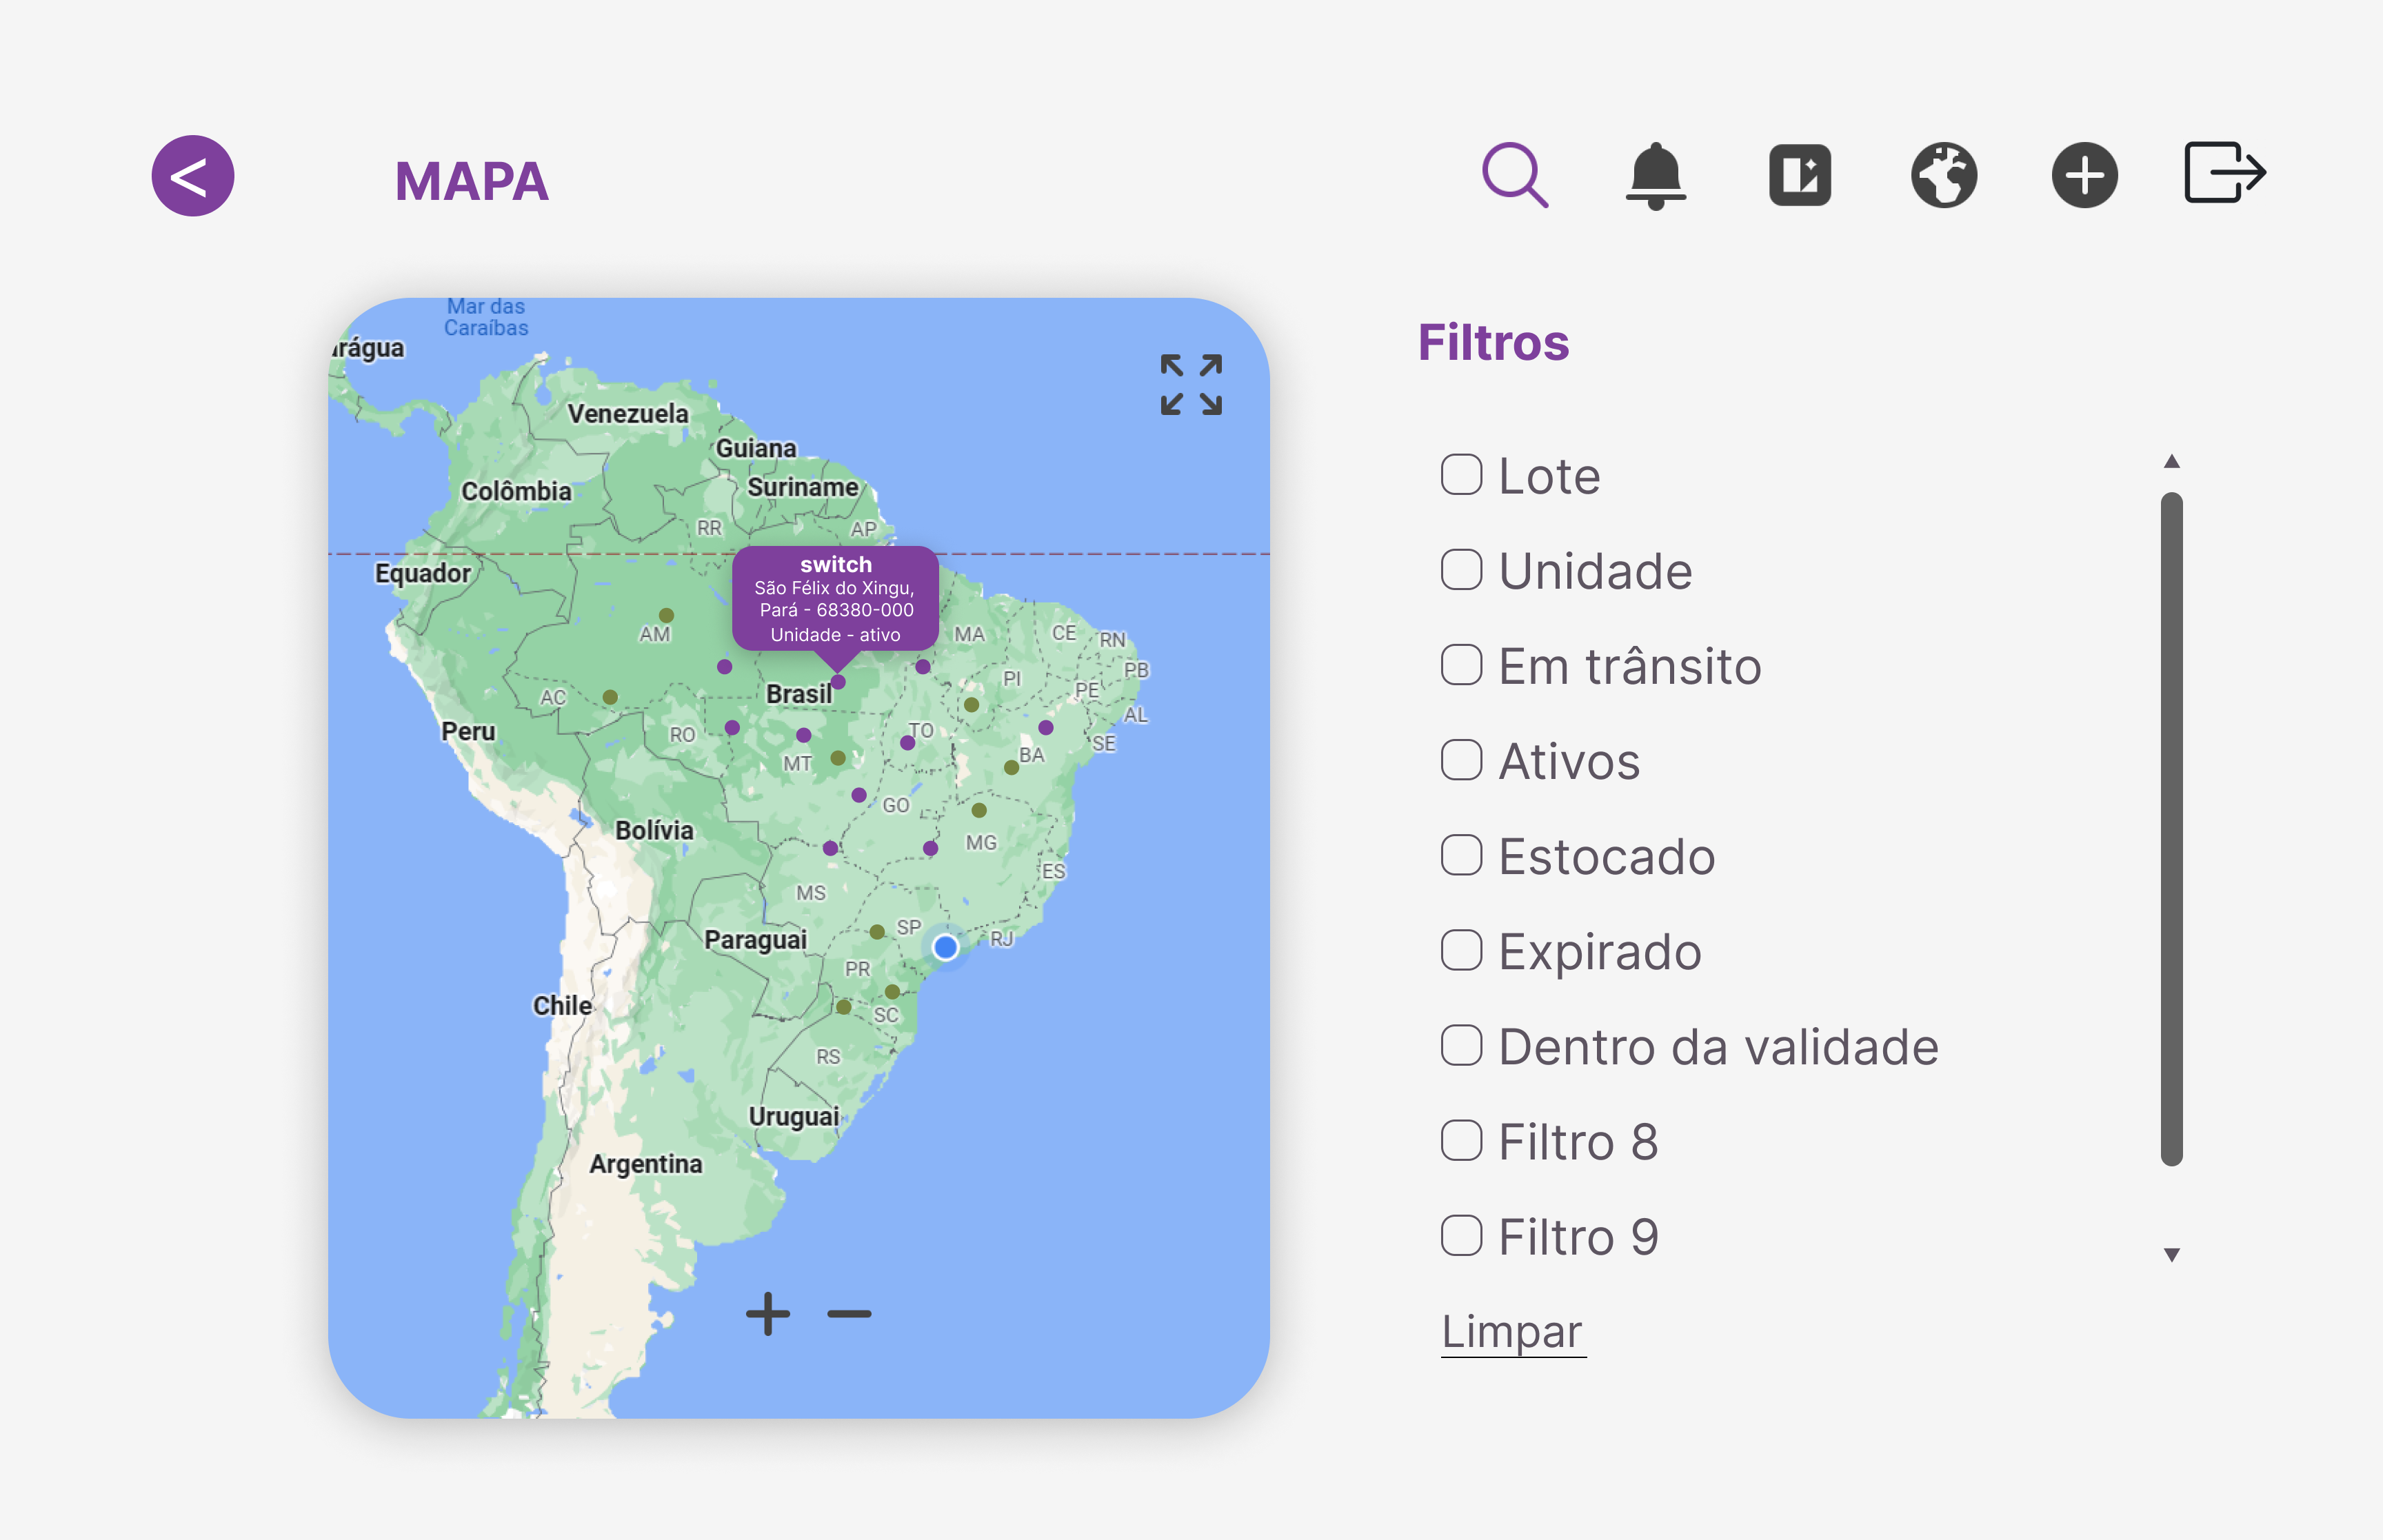 <
MAPA
Mar das
Caraíbas
arágua
Venezuela
Guiana
Colômbia
Suriname
RR
AP
Equador
switch
São Félix do Xingu,
Pará - 68380-000
Unidade - ativo
AM
MA
CE
RN
PB
PI
PE
Brasil
AC
AL
Peru
RO
TO
SE
BA
MT
GO
Bolívia
MG
ES
MS
SP
RJ
Paraguai
PR
Chile
SC
RS
Uruguai
Argentina
Filtros
Lote
Unidade
Em trânsito
Ativos
Estocado
Expirado
Dentro da validade
Filtro 8
Filtro 9
Limpar